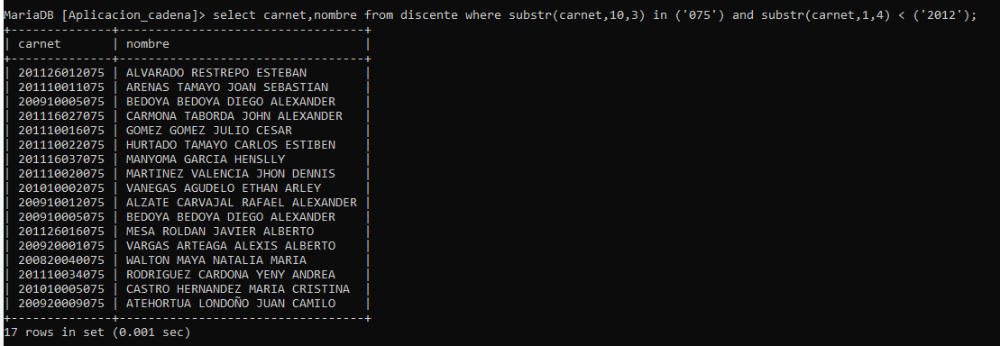 MariaDB [Aplicacion_cadena]> select carnet,nombre from discente where substr(carnet,10,3) in ('075') and substr(carnet,1,4) < ('2012');
+--------------+----------------------------------+
| carnet       | nombre                           |
+--------------+----------------------------------+
| 201126012075 | ALVARADO RESTREPO ESTEBAN        |
| 201110011075 | ARENAS TAMAYO JOAN SEBASTIAN     |
| 200910005075 | BEDOYA BEDOYA DIEGO ALEXANDER    |
| 201116027075 | CARMONA TABORDA JOHN ALEXANDER   |
| 201110016075 | GOMEZ GOMEZ JULIO CESAR          |
| 201110022075 | HURTADO TAMAYO CARLOS ESTIBEN    |
| 201116037075 | MANYOMA GARCIA HENSLLY           |
| 201110020075 | MARTINEZ VALENCIA JHON DENNIS    |
| 201010002075 | VANEGAS AGUDELO ETHAN ARLEY      |
| 200910012075 | ALZATE CARVAJAL RAFAEL ALEXANDER |
| 200910005075 | BEDOYA BEDOYA DIEGO ALEXANDER    |
| 201126016075 | MESA ROLDAN JAVIER ALBERTO       |
| 200920001075 | VARGAS ARTEAGA ALEXIS ALBERTO    |
| 200820040075 | WALTON MAYA NATALIA MARIA        |
| 201110034075 | RODRIGUEZ CARDONA YENY ANDREA    |
| 201010005075 | CASTRO HERNANDEZ MARIA CRISTINA  |
| 200920009075 | ATEHORTUA LONDOÑO JUAN CAMILO    |
+--------------+----------------------------------+
17 rows in set (0.001 sec)